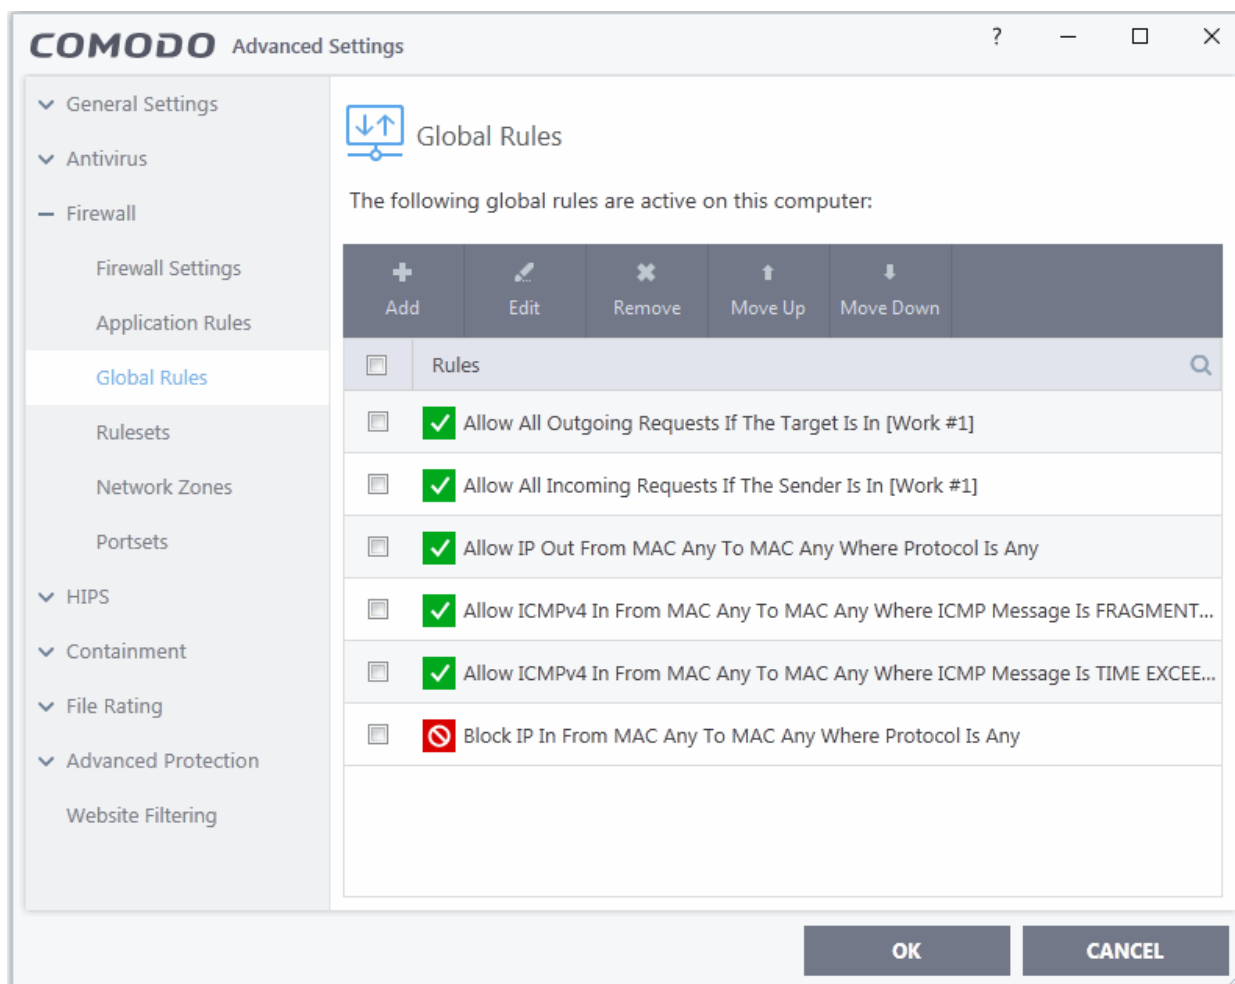 COMODO Advanced Settings
?
General Settings
Antivirus
Firewall
Firewall Settings
Application Rules
Global Rules
Rulesets
Network Zones
Portsets
HIPS
Containment
File Rating
Advanced Protection
Website Filtering
Global Rules
The following global rules are active on this computer:
Add Edit Remove Move Up Move Down
Rules
Allow All Outgoing Requests If The Target Is In [Work #1]
Allow All Incoming Requests If The Sender Is In [Work #1]
Allow IP Out From MAC Any To MAC Any Where Protocol Is Any
Allow ICMPv4 In From MAC Any To MAC Any Where ICMP Message Is FRAGMENT...
Allow ICMPv4 In From MAC Any To MAC Any Where ICMP Message Is TIME EXCEE...
Block IP In From MAC Any To MAC Any Where Protocol Is Any
OK CANCEL